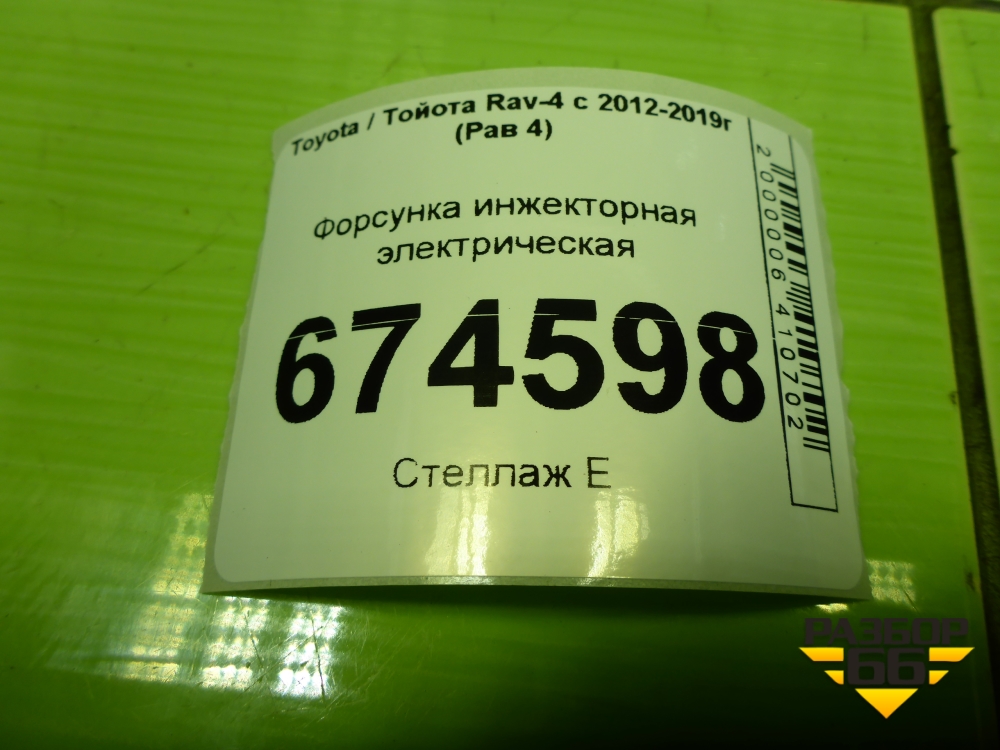 Toyota / Тойота Rav-4 с 2012-2019г
(Рав 4)
Форсунка инжекторная
электрическая
674598
Стеллаж Е
2000006410702
РАЗБОР
66